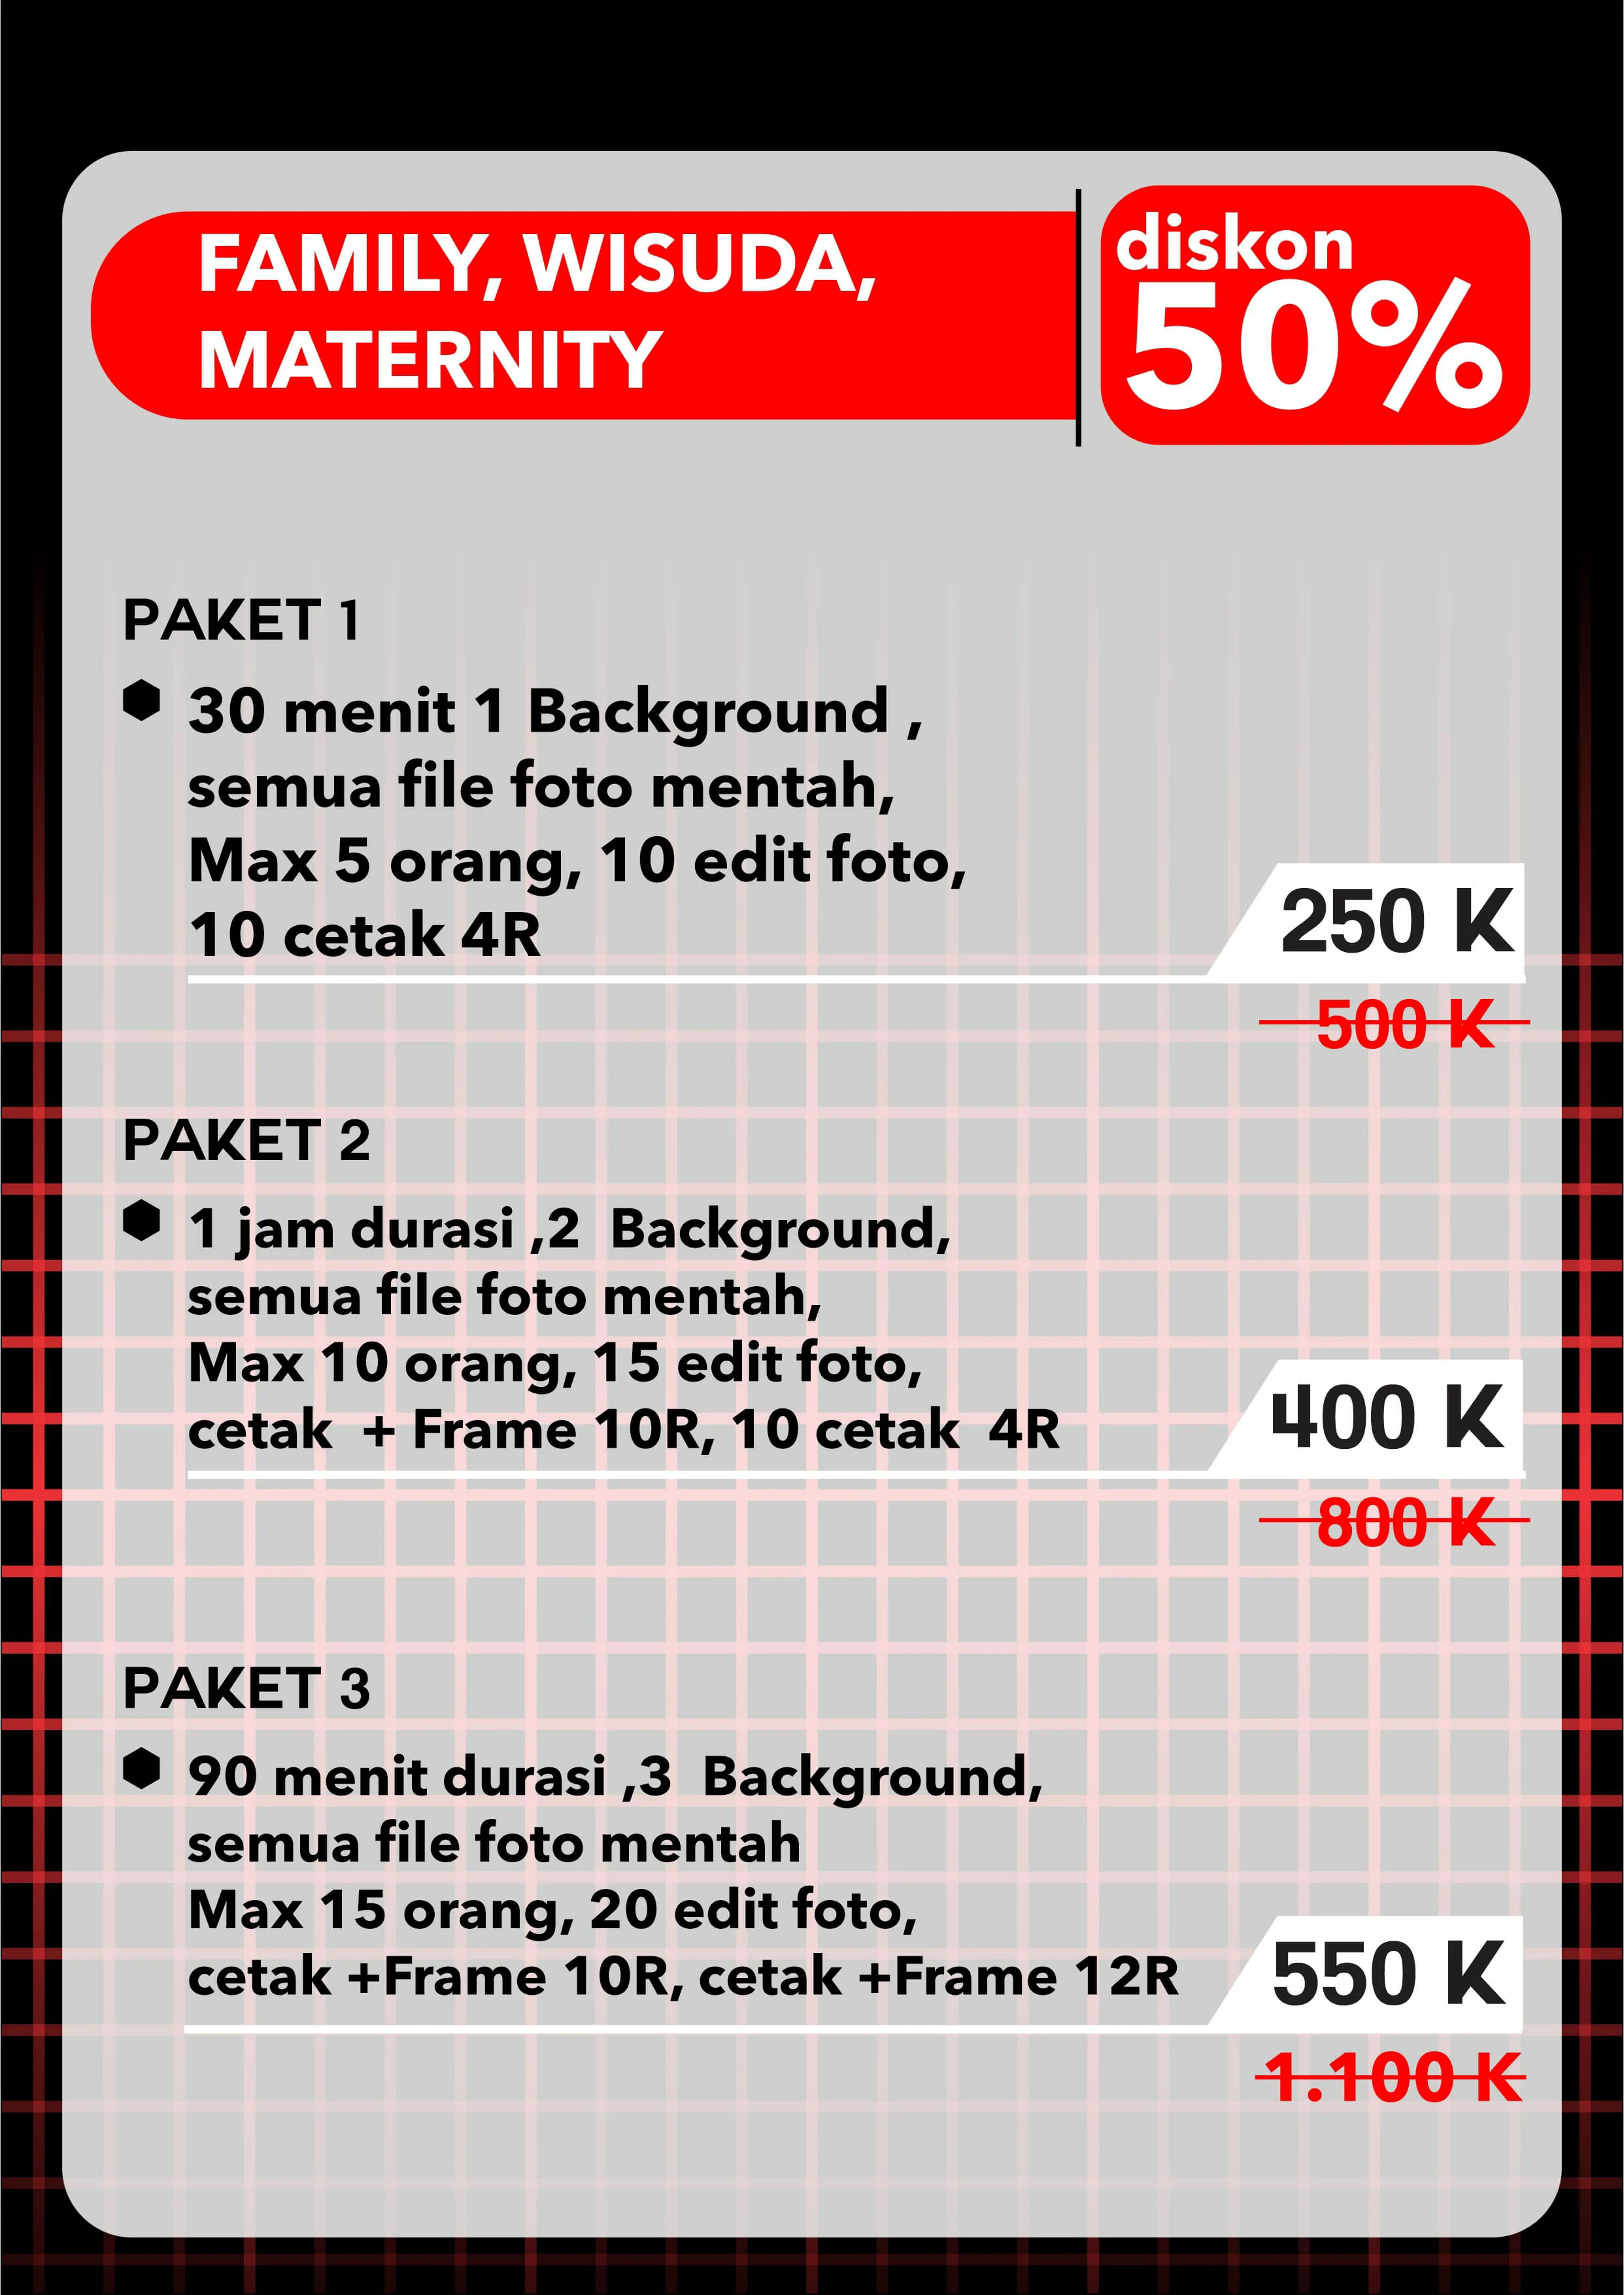 FAMILY, WISUDA,
MATERNITY
diskon
50%
PAKET 1
30 menit 1 Background ,
semua file foto mentah,
Max 5 orang, 10 edit foto,
10 cetak 4R
250 K
500 K
PAKET 2
1 jam durasi ,2  Background,
semua file foto mentah,
Max 10 orang, 15 edit foto,
cetak  + Frame 10R, 10 cetak  4R
400 K
800 K
PAKET 3
90 menit durasi ,3  Background,
semua file foto mentah
Max 15 orang, 20 edit foto,
cetak +Frame 10R, cetak +Frame 12R
550 K
1.100 K